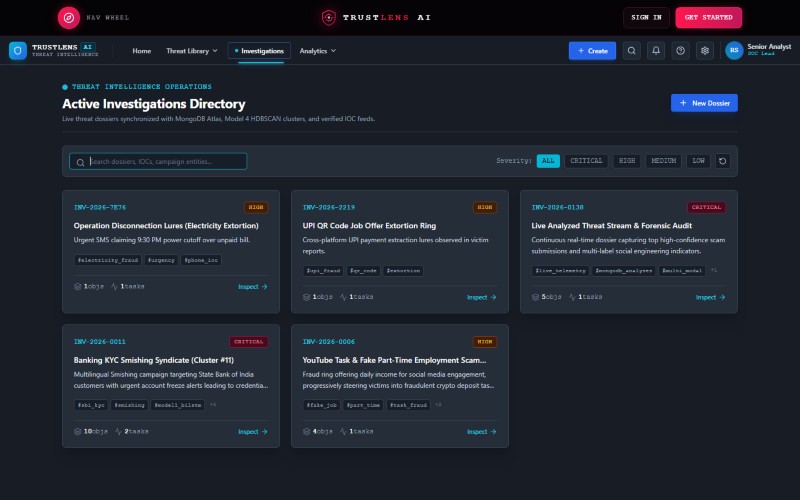 NAV WHEEL
TRUSTLENS AI
SIGN IN
GET STARTED
TRUSTLENS AI
THREAT INTELLIGENCE
Home
Threat Library
Investigations
Analytics
+ Create
RS
Senior Analyst
SOC Lead
THREAT INTELLIGENCE OPERATIONS
Active Investigations Directory
Live threat dossiers synchronized with MongoDB Atlas, Model 4 HDBSCAN clusters, and verified IOC feeds.
+ New Dossier
Search dossiers, IOCs, campaign entities...
Severity:
ALL
CRITICAL
HIGH
MEDIUM
LOW
INV-2026-7E76
HIGH
Operation Disconnection Lures (Electricity Extortion)
Urgent SMS claiming 9:30 PM power cutoff over unpaid bill.
#electricity_fraud #urgency #phone_ioc
1objs 1tasks
Inspect →
INV-2026-2219
HIGH
UPI QR Code Job Offer Extortion Ring
Cross-platform UPI payment extraction lures observed in victim
reports.
#upi_fraud #qr_code #extortion
1objs 1tasks
Inspect →
INV-2026-0138
CRITICAL
Live Analyzed Threat Stream & Forensic Audit
Continuous real-time dossier capturing top high-confidence scam
submissions and multi-label social engineering indicators.
#live_telemetry #mongodb_analyses #multi_modal +1
5objs 1tasks
Inspect →
INV-2026-0011
CRITICAL
Banking KYC Smishing Syndicate (Cluster #11)
Multilingual Smishing campaign targeting State Bank of India
customers with urgent account freeze alerts leading to credentia...
#sbi_kyc #smishing #model1_bilstm
10objs 2tasks
Inspect →
INV-2026-0006
HIGH
YouTube Task & Fake Part-Time Employment Scam...
Fraud ring offering daily income for social media engagement,
progressively steering victims into fraudulent crypto deposit tas...
#fake_job #part_time #task_fraud
4objs 1tasks
Inspect →